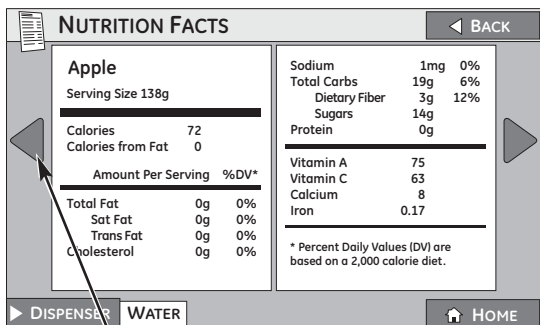 NUTRITION FACTS
BACK
Apple
Serving Size 138g
Calories 72
Calories from Fat 0
Amount Per Serving %DV*
Total Fat 0g 0%
Sat Fat 0g 0%
Trans Fat 0g 0%
Cholesterol 0g 0%
Sodium 1mg 0%
Total Carbs 19g 6%
Dietary Fiber 3g 12%
Sugars 14g
Protein 0g
Vitamin A 75
Vitamin C 63
Calcium 8
Iron 0.17
* Percent Daily Values (DV) are
based on a 2,000 calorie diet.
DISPENSER WATER
HOME